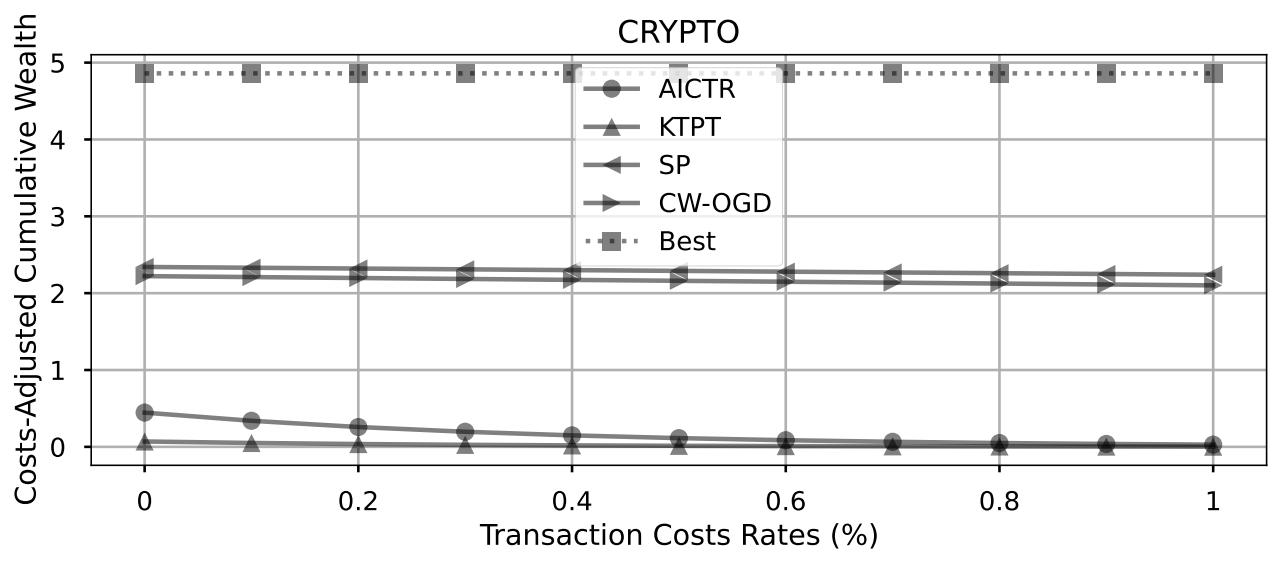 CRYPTO
Costs-Adjusted Cumulative Wealth
5
4
3
2
1
0
AICTR
KTPT
SP
CW-OGD
Best
0 0.2 0.4 0.6 0.8 1
Transaction Costs Rates (%)